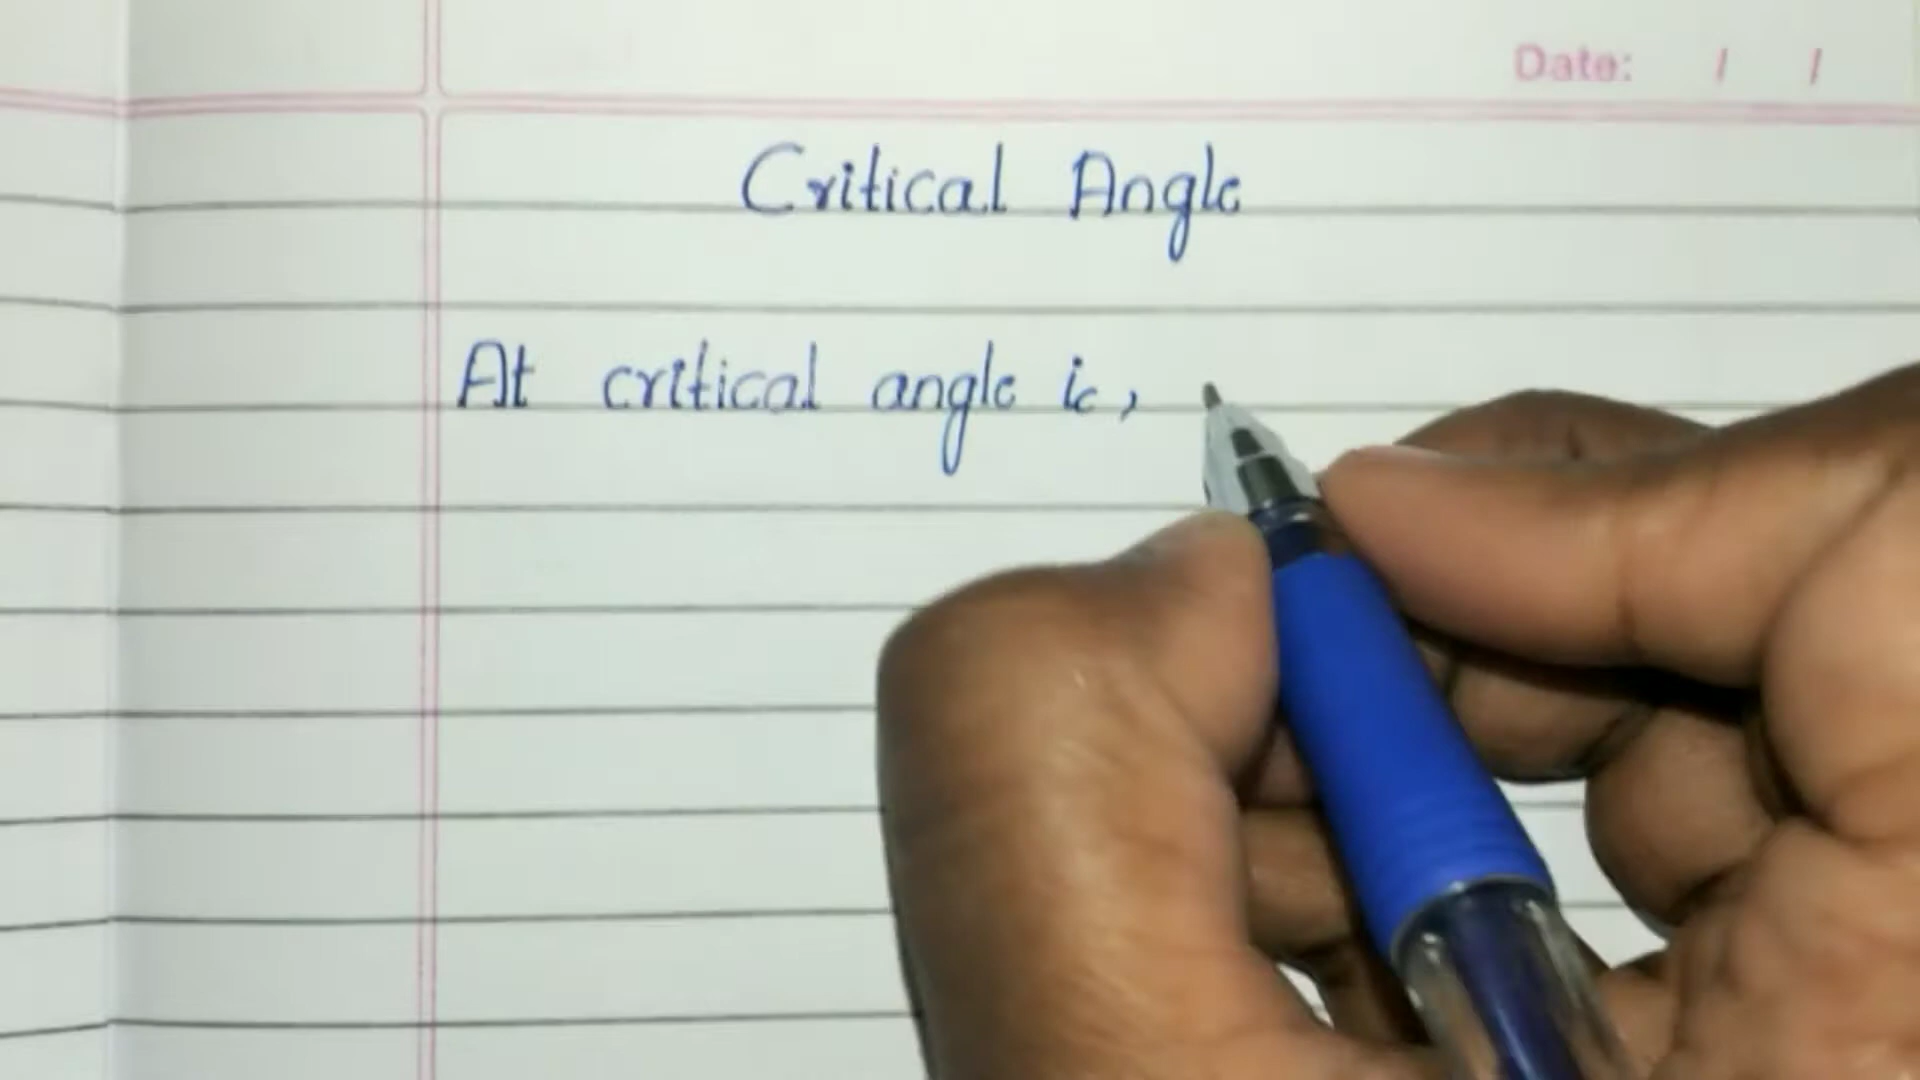 Date: / /
Critical Angle
At critical angle ic,